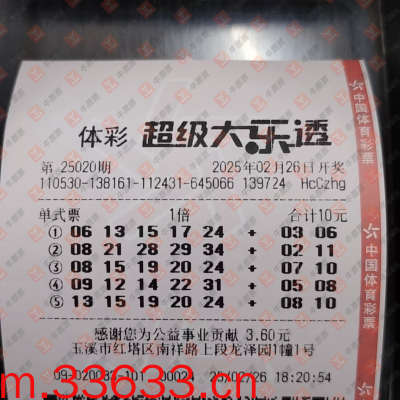 体彩 超级大乐透
第 25020期 2025年02月26日开奖
110530-138161-112431-645066 139724 HcCzhg
单式票 1倍 合计10元
① 06 13 15 17 24 + 03 06
② 08 21 28 29 34 + 02 11
③ 08 15 19 20 24 + 07 10
④ 09 12 14 22 31 + 05 08
⑤ 13 15 19 20 24 + 08 10
感谢您为公益事业贡献 3.60元
玉溪市红塔区南祥路上段龙泽园1幢1号
18:20:54
m.33633.cn
中国体育彩票
中国体育彩票